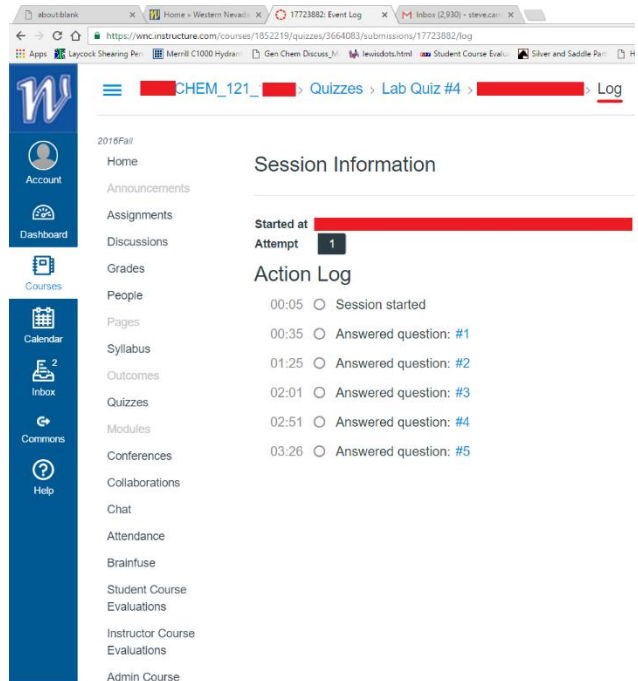 about:blank
Home » Western Nevad
17723882: Event Log
Inbox (2,930) - steve.carr
https://wnc.instructure.com/courses/1852219/quizzes/3664083/submissions/17723882/log
Apps
Laycock Shearing Pen
Merrill C1000 Hydran
Gen Chem Discuss_M
lewisdots.html
Student Course Evalu
Silver and Saddle Par
CHEM_121_ > Quizzes > Lab Quiz #4 > > Log
Account
Dashboard
Courses
Calendar
2
Inbox
Commons
Help
2016Fall
Home
Announcements
Assignments
Discussions
Grades
People
Pages
Syllabus
Outcomes
Quizzes
Modules
Conferences
Collaborations
Chat
Attendance
Brainfuse
Student Course
Evaluations
Instructor Course
Evaluations
Admin Course
Session Information
Started at
Attempt 1
Action Log
00:05 Session started
00:35 Answered question: #1
01:25 Answered question: #2
02:01 Answered question: #3
02:51 Answered question: #4
03:26 Answered question: #5